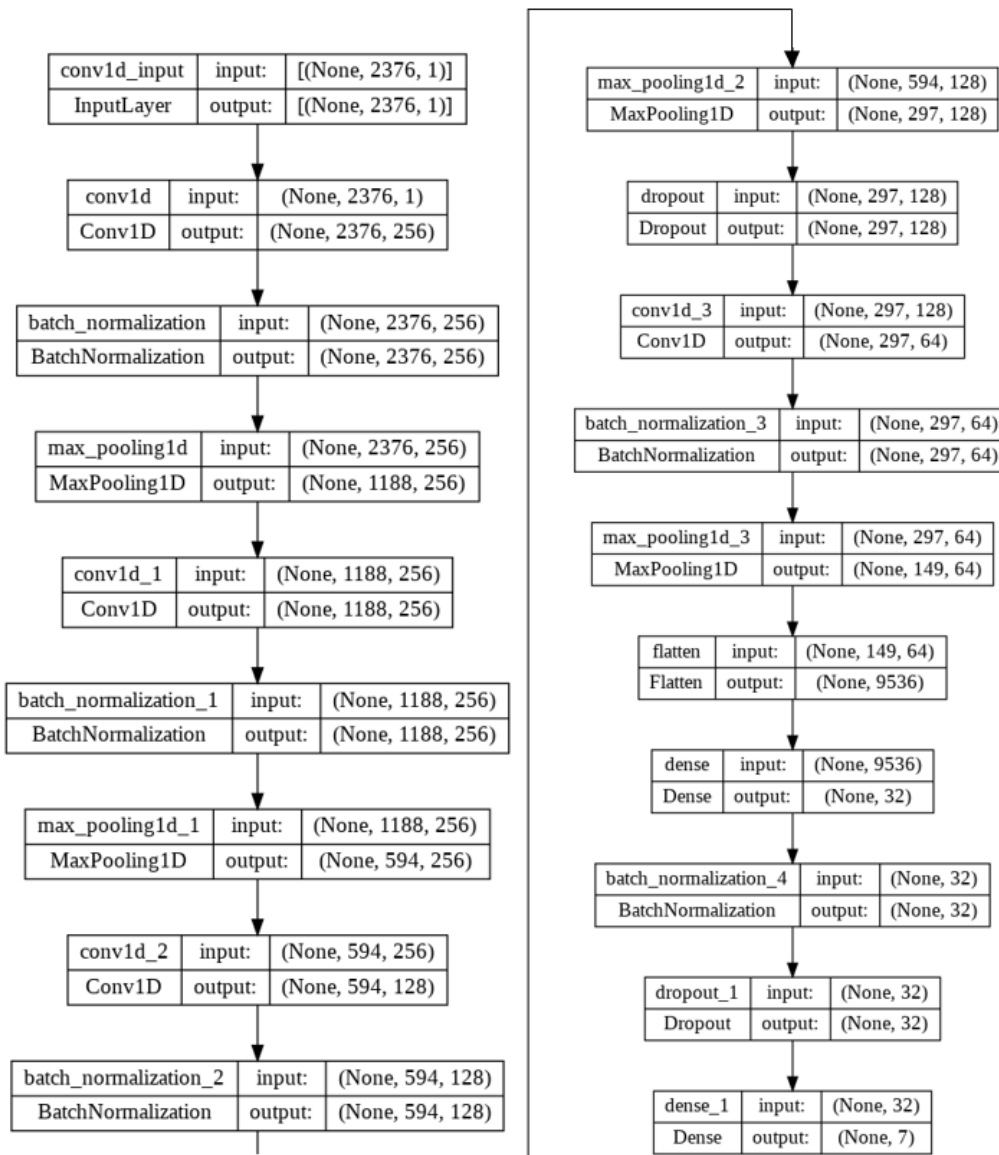 conv1d_input input: [(None, 2376, 1)]
InputLayer output: [(None, 2376, 1)]
conv1d input: (None, 2376, 1)
Conv1D output: (None, 2376, 256)
batch_normalization input: (None, 2376, 256)
BatchNormalization output: (None, 2376, 256)
max_pooling1d input: (None, 2376, 256)
MaxPooling1D output: (None, 1188, 256)
conv1d_1 input: (None, 1188, 256)
Conv1D output: (None, 1188, 256)
batch_normalization_1 input: (None, 1188, 256)
BatchNormalization output: (None, 1188, 256)
max_pooling1d_1 input: (None, 1188, 256)
MaxPooling1D output: (None, 594, 256)
conv1d_2 input: (None, 594, 256)
Conv1D output: (None, 594, 128)
batch_normalization_2 input: (None, 594, 128)
BatchNormalization output: (None, 594, 128)
max_pooling1d_2 input: (None, 594, 128)
MaxPooling1D output: (None, 297, 128)
dropout input: (None, 297, 128)
Dropout output: (None, 297, 128)
conv1d_3 input: (None, 297, 128)
Conv1D output: (None, 297, 64)
batch_normalization_3 input: (None, 297, 64)
BatchNormalization output: (None, 297, 64)
max_pooling1d_3 input: (None, 297, 64)
MaxPooling1D output: (None, 149, 64)
flatten input: (None, 149, 64)
Flatten output: (None, 9536)
dense input: (None, 9536)
Dense output: (None, 32)
batch_normalization_4 input: (None, 32)
BatchNormalization output: (None, 32)
dropout_1 input: (None, 32)
Dropout output: (None, 32)
dense_1 input: (None, 32)
Dense output: (None, 7)